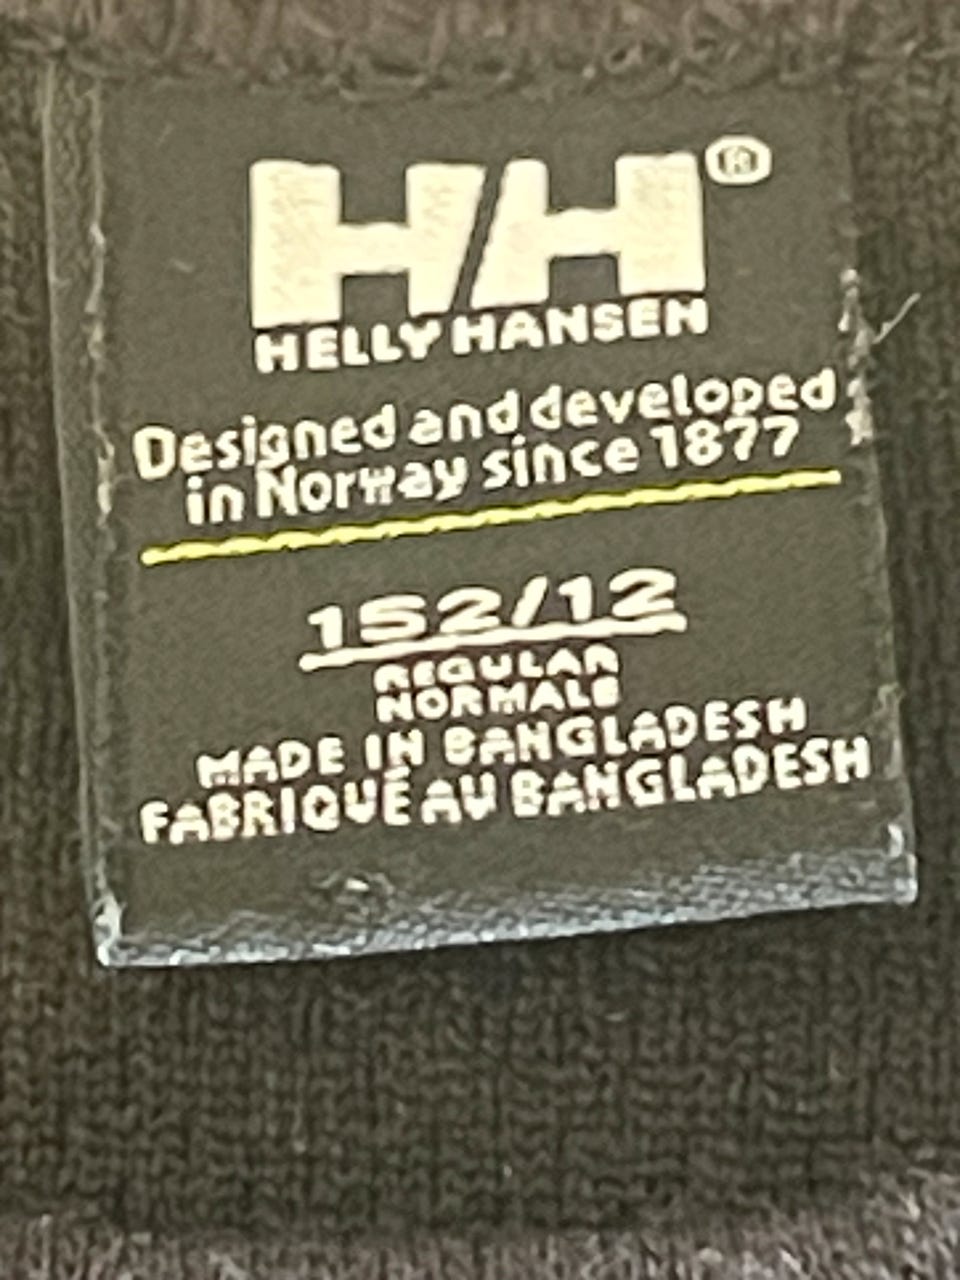 H/H®
HELLY HANSEN
Designed and developed
in Norway since 1877
152/12
REGULAR
NORMALE
MADE IN BANGLADESH
FABRIQUÉ AU BANGLADESH